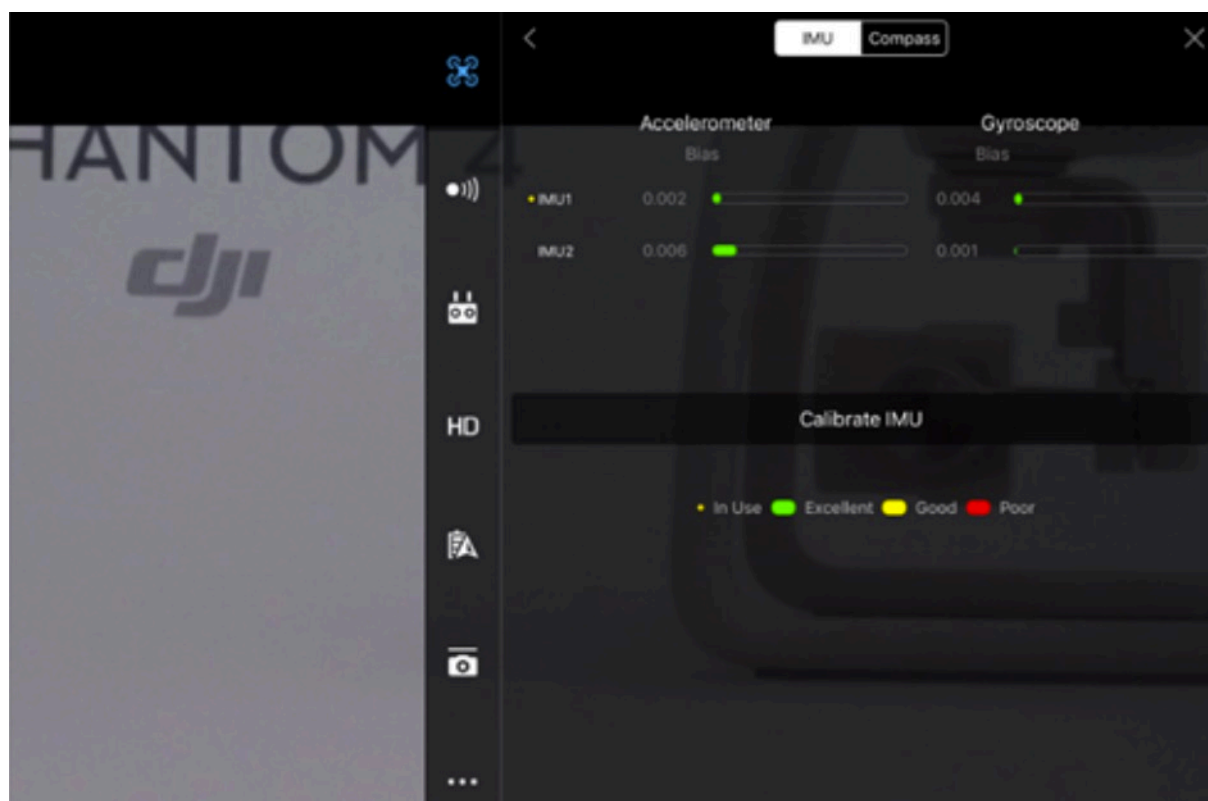 IMU Compass
Accelerometer Gyroscope
Bias Bias
IMU1 0.002 0.004
IMU2 0.006 0.001
Calibrate IMU
In Use Excellent Good Poor
HANTOM 4
dji
HD